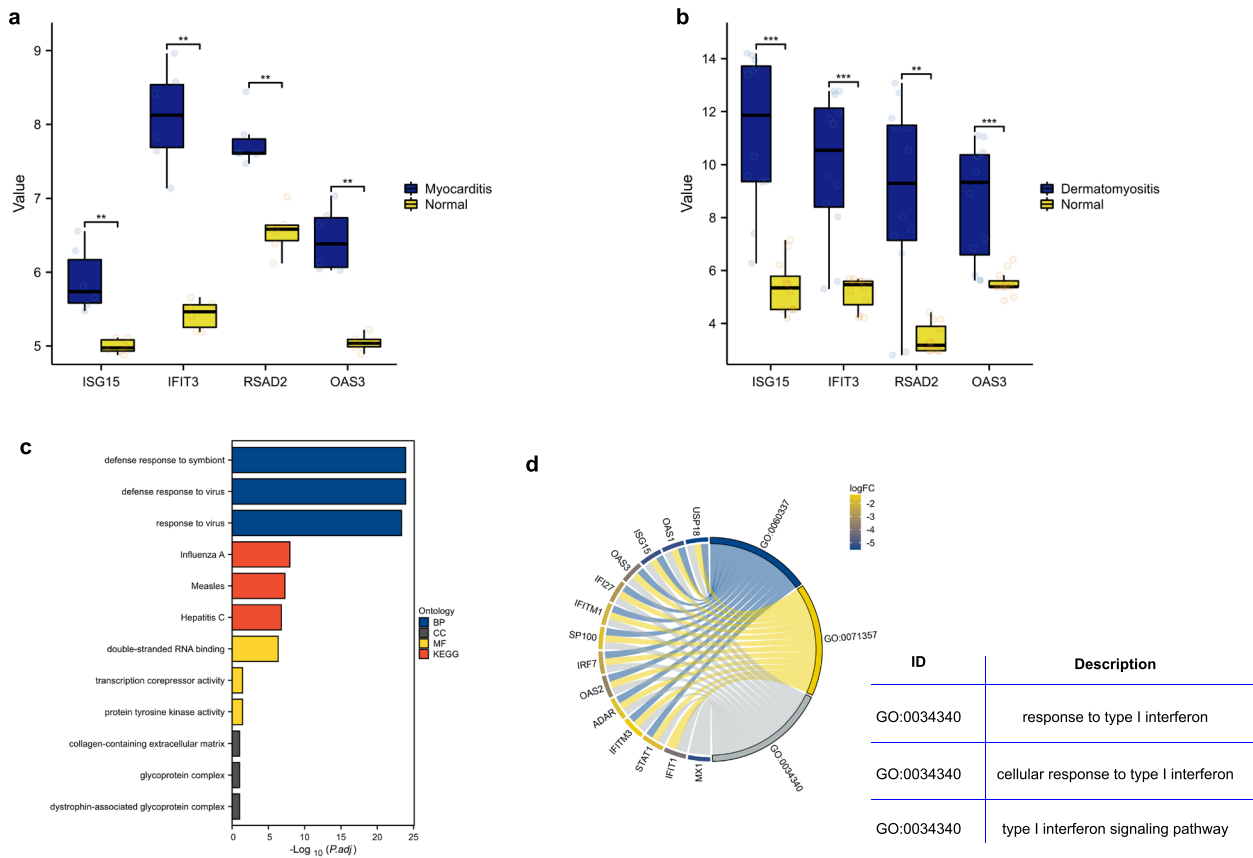 a
9
8
7
6
5
Value
**
**
**
**
ISG15
IFIT3
RSAD2
OAS3
Myocarditis
Normal
b
14
12
10
8
6
4
Value
***
***
**
***
ISG15
IFIT3
RSAD2
OAS3
Dermatomyositis
Normal
c
defense response to symbiont
defense response to virus
response to virus
Influenza A
Measles
Hepatitis C
double-stranded RNA binding
transcription corepressor activity
protein tyrosine kinase activity
collagen-containing extracellular matrix
glycoprotein complex
dystrophin-associated glycoprotein complex
0 5 10 15 20 25
-Log 10 (P.adj)
Ontology
BP
CC
MF
KEGG
d
USP18
OAS1
ISG15
OAS3
IFI27
IFITM1
SP100
IRF7
OAS2
ADAR
IFITM3
STAT1
IFIT1
MX1
GO:0060337
GO:0071357
GO:0034340
logFC
-2
-3
-4
-5
ID Description
GO:0034340 response to type I interferon
GO:0034340 cellular response to type I interferon
GO:0034340 type I interferon signaling pathway